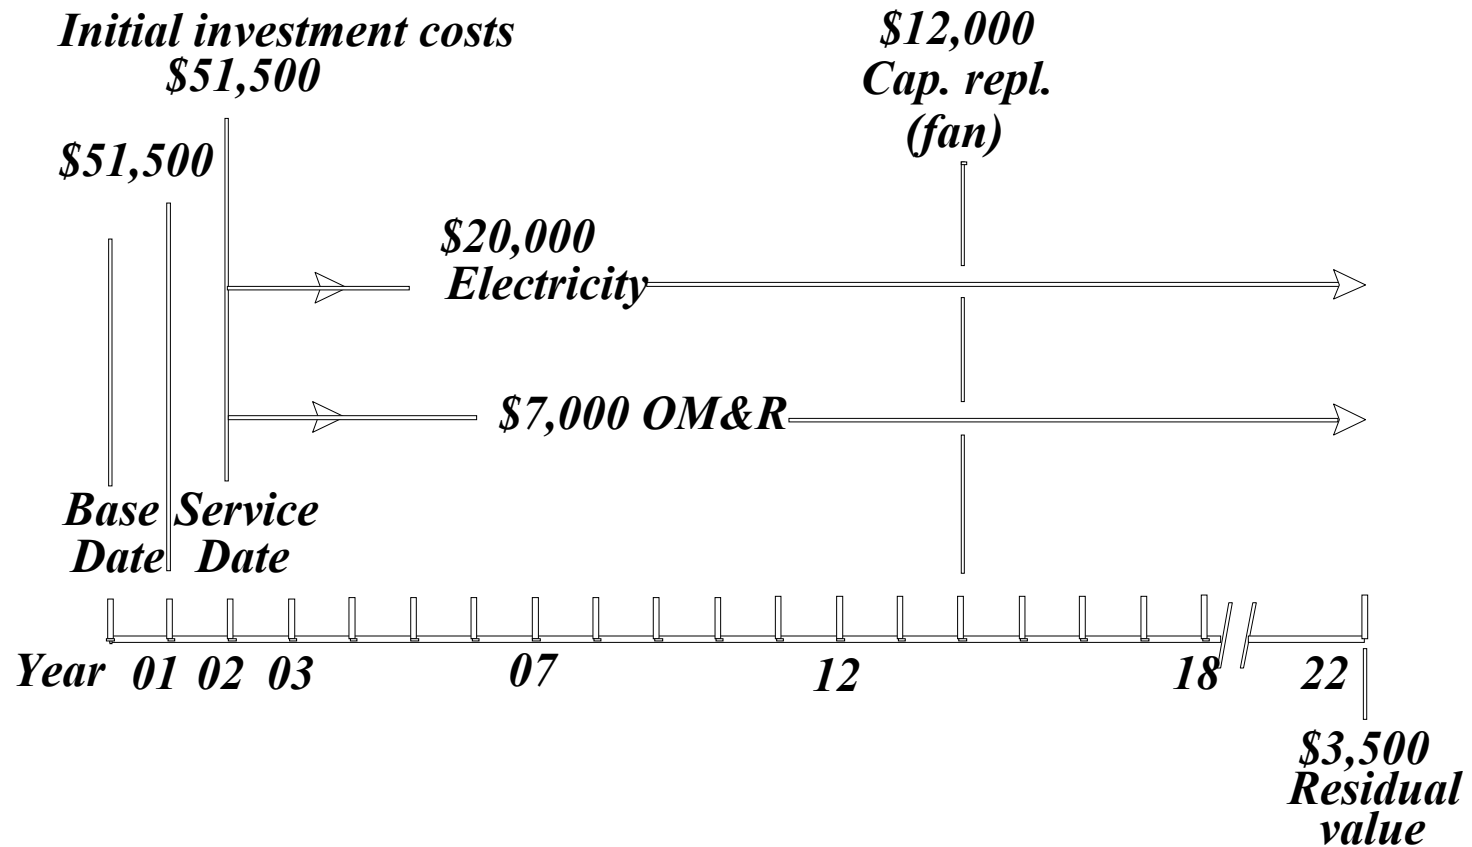 Initial investment costs
$51,500
$12,000
Cap. repl.
(fan)
$51,500
$20,000
Electricity
$7,000 OM&R
Base
Date
Service
Date
Year 01 02 03 07 12 18 22
$3,500
Residual
value